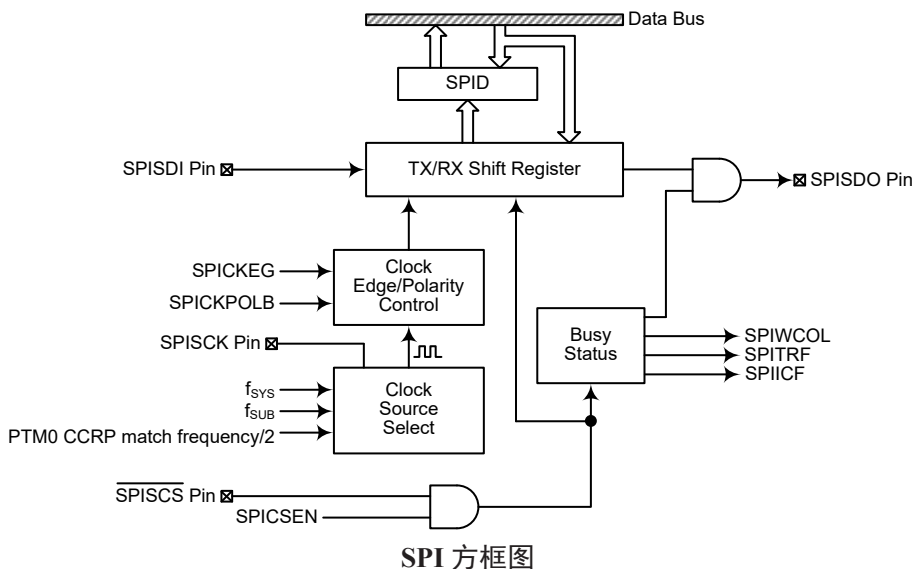 Data Bus
SPID
SPISDI Pin
TX/RX Shift Register
SPISDO Pin
SPICKEG
SPICKPOLB
Clock
Edge/Polarity
Control
SPISCK Pin
Busy
Status
SPIWCOL
SPITRF
SPIICF
fSYS
fSUB
PTM0 CCRP match frequency/2
Clock
Source
Select
SPISCS Pin
SPICSEN
SPI 方框图